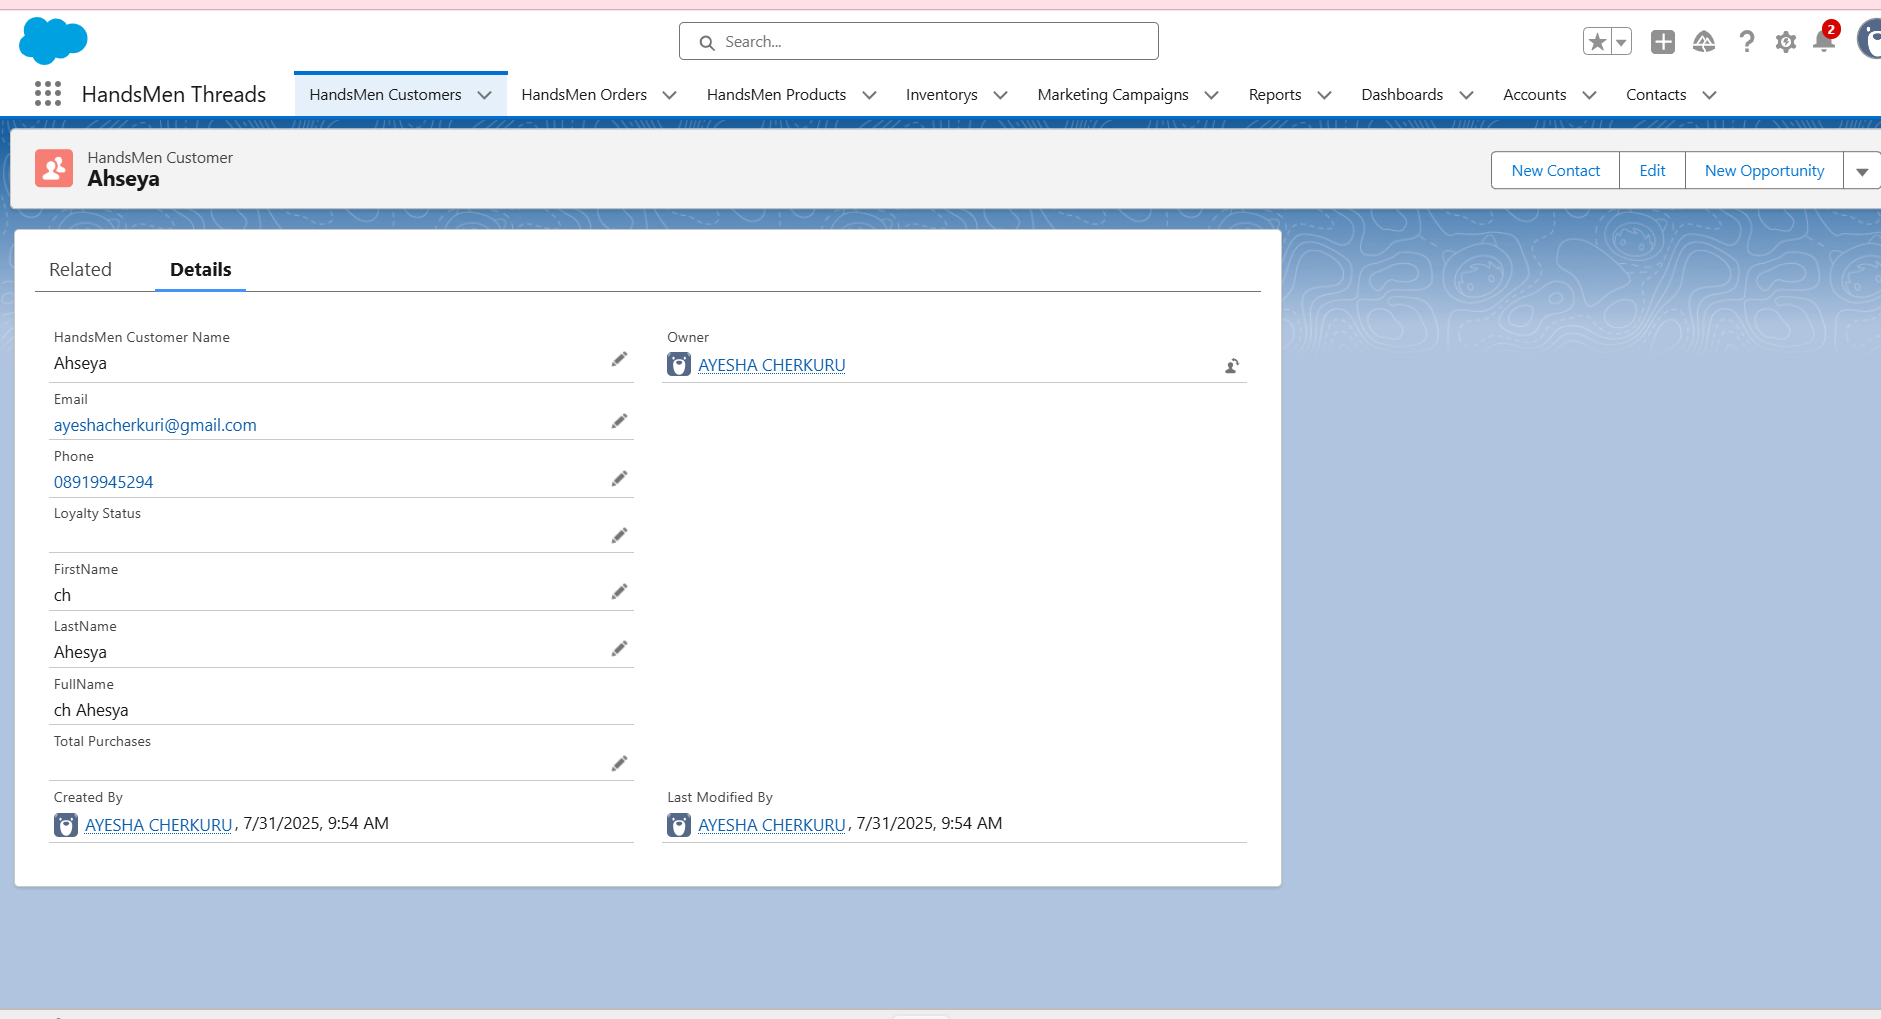 Search...
2
HandsMen Threads
HandsMen Customers
HandsMen Orders
HandsMen Products
Inventorys
Marketing Campaigns
Reports
Dashboards
Accounts
Contacts
HandsMen Customer
Ahseya
New Contact
Edit
New Opportunity
Related
Details
HandsMen Customer Name
Ahseya
Owner
AYESHA CHERKURU
Email
ayeshacherkuri@gmail.com
Phone
08919945294
Loyalty Status
FirstName
ch
LastName
Ahesya
FullName
ch Ahesya
Total Purchases
Created By
AYESHA CHERKURU, 7/31/2025, 9:54 AM
Last Modified By
AYESHA CHERKURU, 7/31/2025, 9:54 AM